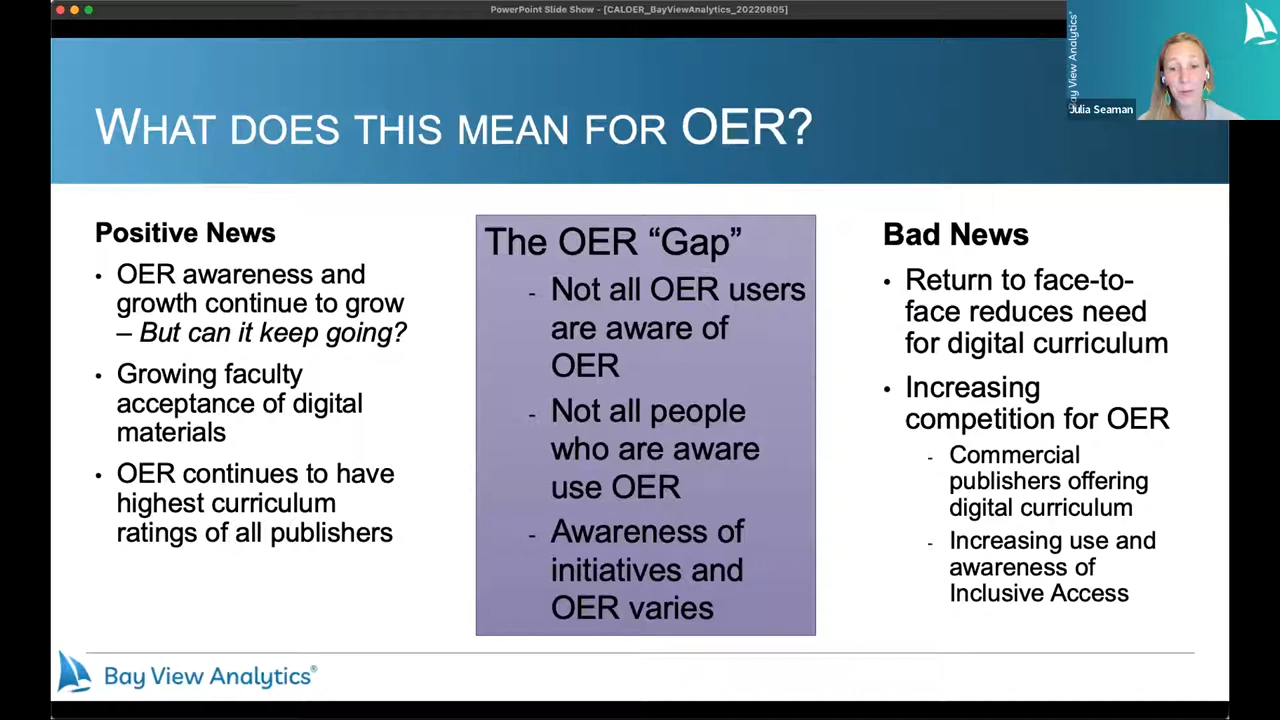 PowerPoint Slide Show - [CALDER_BayViewAnalytics_20220805]
Bay View Analytics®
Julia Seaman
WHAT DOES THIS MEAN FOR OER?
Positive News
• OER awareness and
growth continue to grow
– But can it keep going?
• Growing faculty
acceptance of digital
materials
• OER continues to have
highest curriculum
ratings of all publishers
The OER “Gap”
- Not all OER users
are aware of
OER
- Not all people
who are aware
use OER
- Awareness of
initiatives and
OER varies
Bad News
• Return to face-to-
face reduces need
for digital curriculum
• Increasing
competition for OER
- Commercial
publishers offering
digital curriculum
- Increasing use and
awareness of
Inclusive Access
Bay View Analytics®